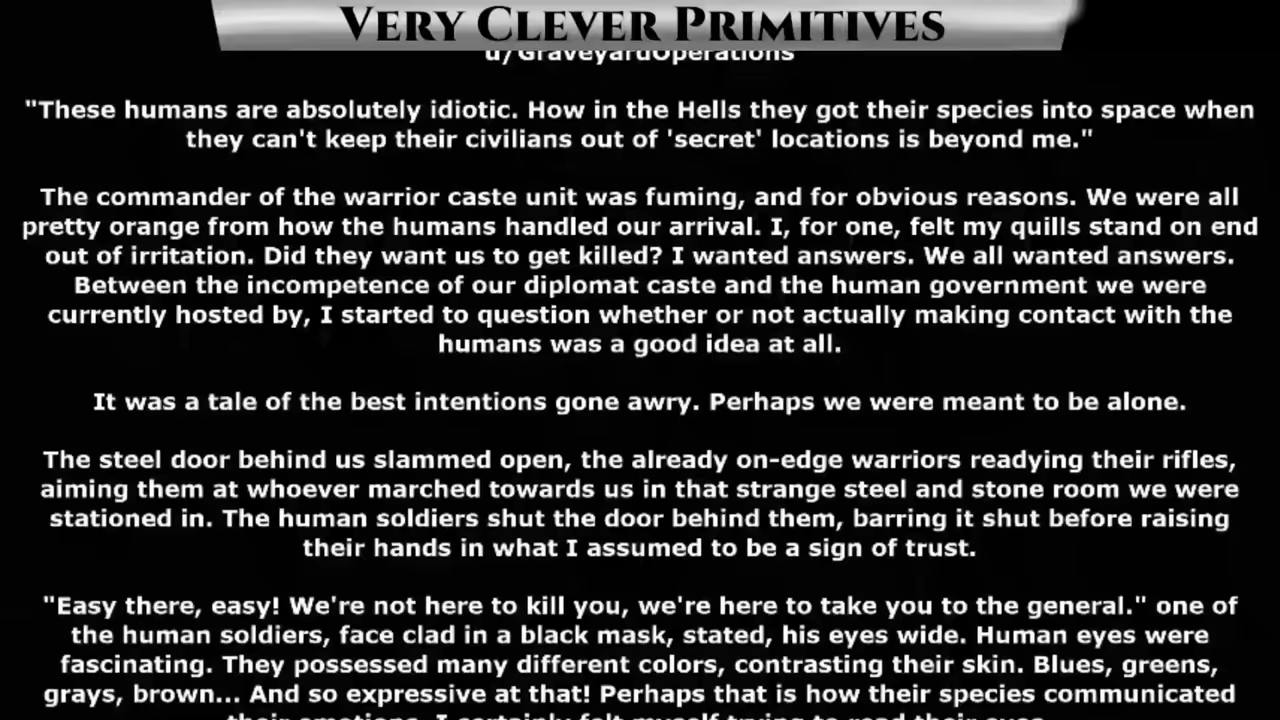 VERY CLEVER PRIMITIVES
u/GraveyardOperations
"These humans are absolutely idiotic. How in the Hells they got their species into space when
they can't keep their civilians out of 'secret' locations is beyond me."
The commander of the warrior caste unit was fuming, and for obvious reasons. We were all
pretty orange from how the humans handled our arrival. I, for one, felt my quills stand on end
out of irritation. Did they want us to get killed? I wanted answers. We all wanted answers.
Between the incompetence of our diplomat caste and the human government we were
currently hosted by, I started to question whether or not actually making contact with the
humans was a good idea at all.
It was a tale of the best intentions gone awry. Perhaps we were meant to be alone.
The steel door behind us slammed open, the already on-edge warriors readying their rifles,
aiming them at whoever marched towards us in that strange steel and stone room we were
stationed in. The human soldiers shut the door behind them, barring it shut before raising
their hands in what I assumed to be a sign of trust.
"Easy there, easy! We're not here to kill you, we're here to take you to the general." one of
the human soldiers, face clad in a black mask, stated, his eyes wide. Human eyes were
fascinating. They possessed many different colors, contrasting their skin. Blues, greens,
grays, brown... And so expressive at that! Perhaps that is how their species communicated
their emotions. I certainly felt myself trying to read their eyes